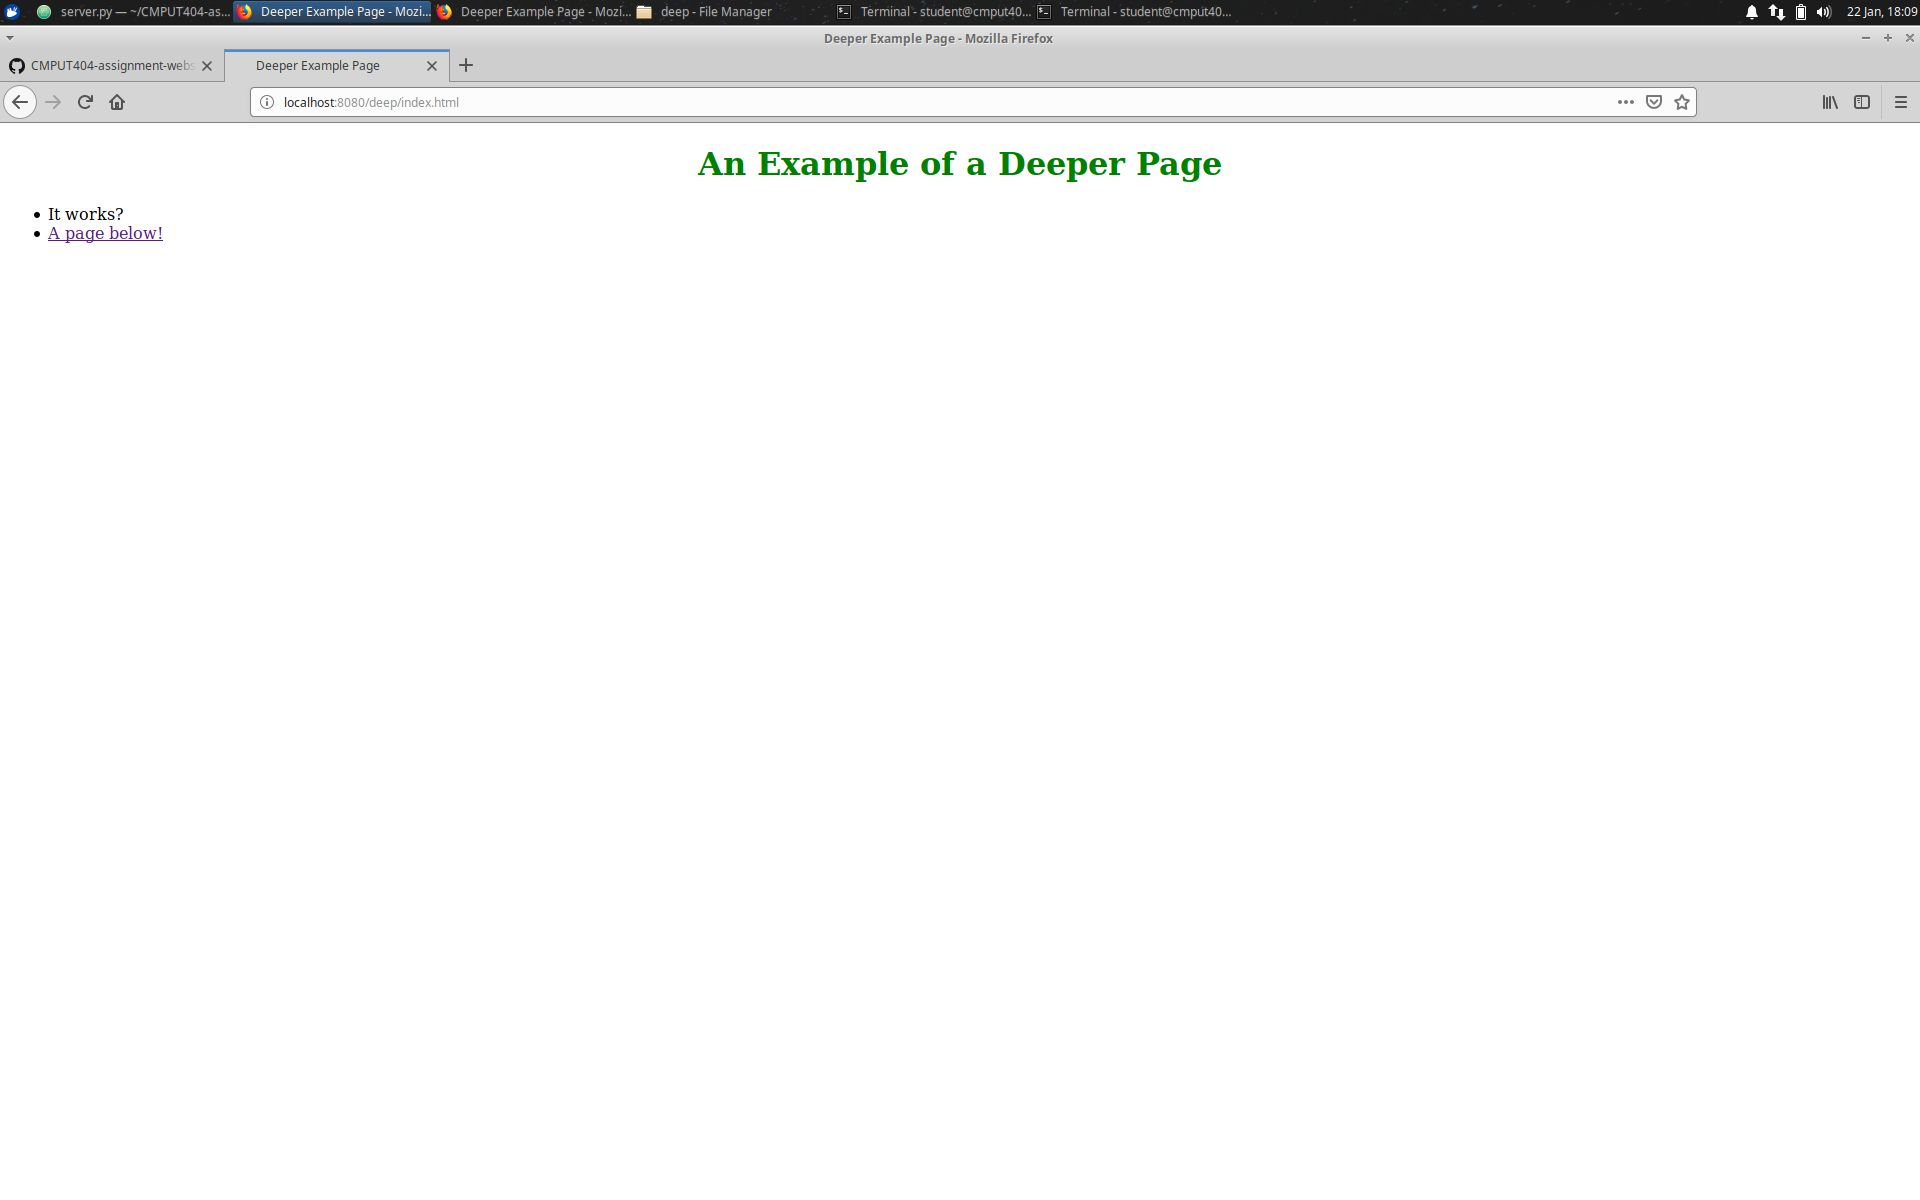 server.py — ~/CMPUT404-as... Deeper Example Page - Mozi... Deeper Example Page - Mozi... deep - File Manager Terminal - student@cmput40... Terminal - student@cmput40... 22 Jan, 18:09
Deeper Example Page - Mozilla Firefox
CMPUT404-assignment-webs Deeper Example Page
localhost:8080/deep/index.html
An Example of a Deeper Page
• It works?
• A page below!